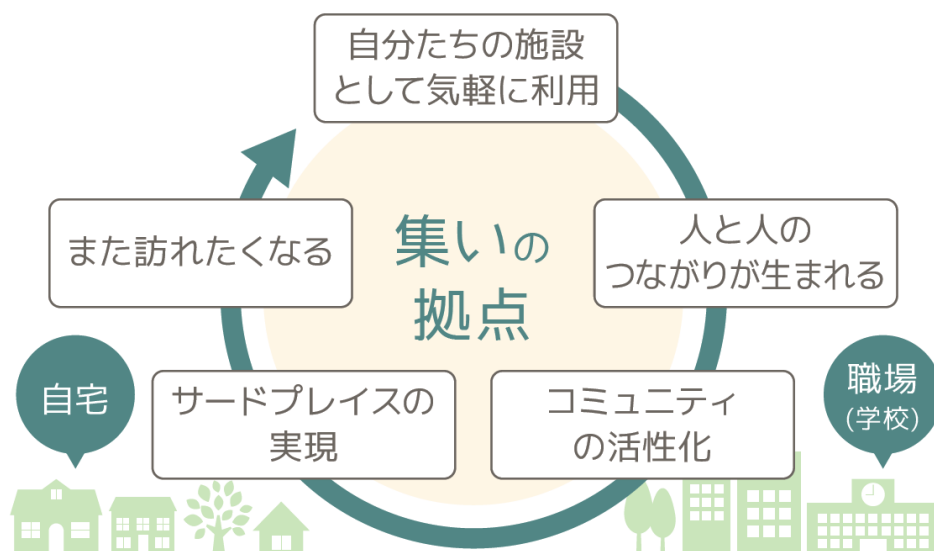 自分たちの施設
として気軽に利用
また訪れたくなる
集いの
拠点
人と人の
つながりが生まれる
自宅
サードプレイスの
実現
コミュニティ
の活性化
職場
(学校)